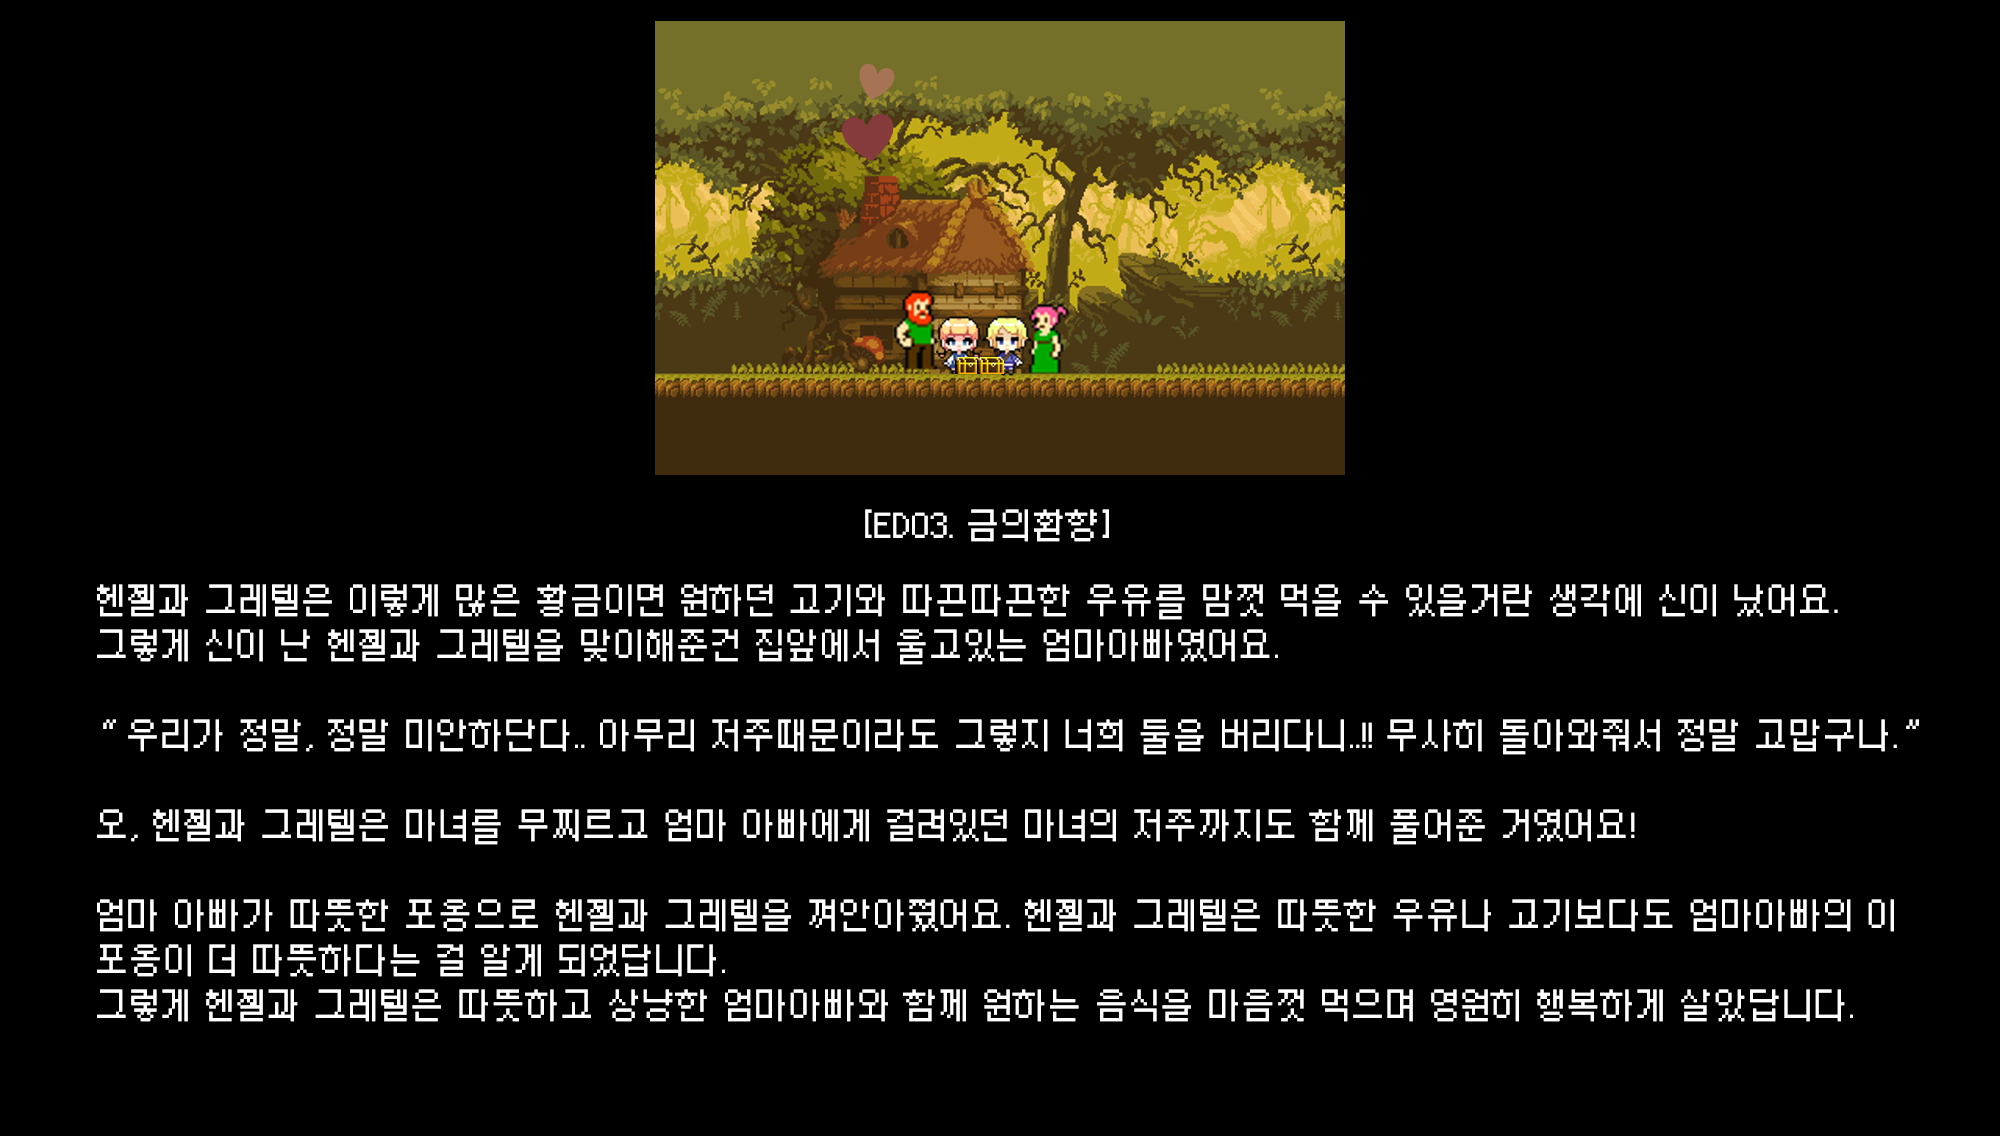 [ED03. 금의환향]
헨젤과 그레텔은 이렇게 많은 황금이면 원하던 고기와 따끈따끈한 우유를 맘껏 먹을 수 있을거란 생각에 신이 났어요.
그렇게 신이 난 헨젤과 그레텔을 맞이해준건 집앞에서 울고있는 엄마아빠였어요.
“ 우리가 정말, 정말 미안하단다.. 아무리 저주때문이라도 그렇지 너희 둘을 버리다니..!! 무사히 돌아와줘서 정말 고맙구나.”
오, 헨젤과 그레텔은 마녀를 무찌르고 엄마 아빠에게 걸려있던 마녀의 저주까지도 함께 풀어준 거였어요!
엄마 아빠가 따뜻한 포옹으로 헨젤과 그레텔을 껴안아줬어요. 헨젤과 그레텔은 따뜻한 우유나 고기보다도 엄마아빠의 이
포옹이 더 따뜻하다는 걸 알게 되었답니다.
그렇게 헨젤과 그레텔은 따뜻하고 상냥한 엄마아빠와 함께 원하는 음식을 마음껏 먹으며 영원히 행복하게 살았답니다.